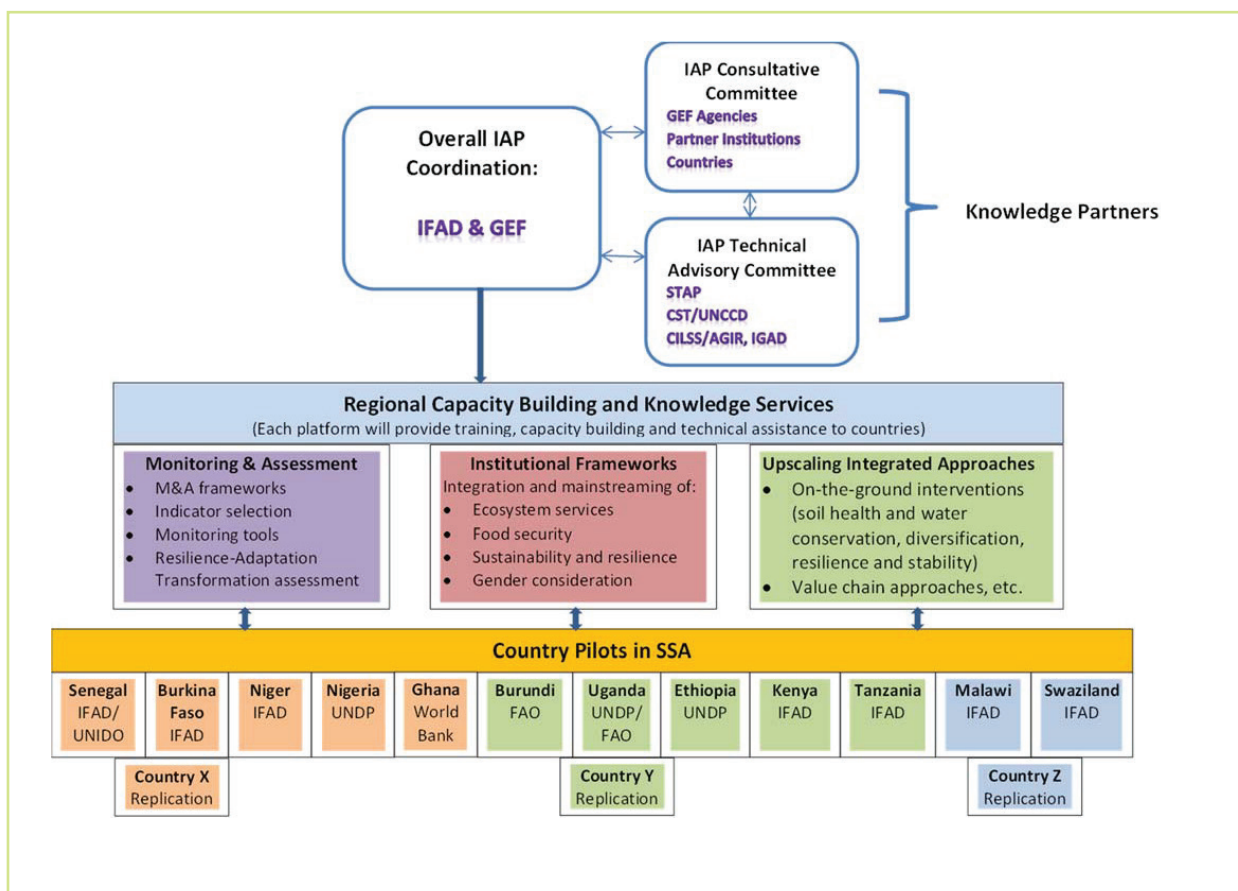 Overall IAP
Coordination:
IFAD & GEF
IAP Consultative
Committee
GEF Agencies
Partner Institutions
Countries
IAP Technical
Advisory Committee
STAP
CST/UNCCD
CILSS/AGIR, IGAD
Knowledge Partners
Regional Capacity Building and Knowledge Services
(Each platform will provide training, capacity building and technical assistance to countries)
Monitoring & Assessment
• M&A frameworks
• Indicator selection
• Monitoring tools
• Resilience-Adaptation
Transformation assessment
Institutional Frameworks
Integration and mainstreaming of:
• Ecosystem services
• Food security
• Sustainability and resilience
• Gender consideration
Upscaling Integrated Approaches
• On-the-ground interventions
(soil health and water
conservation, diversification,
resilience and stability)
• Value chain approaches, etc.
Country Pilots in SSA
Senegal
IFAD/
UNIDO
Burkina
Faso
IFAD
Niger
IFAD
Nigeria
UNDP
Ghana
World
Bank
Burundi
FAO
Uganda
UNDP/
FAO
Ethiopia
UNDP
Kenya
IFAD
Tanzania
IFAD
Malawi
IFAD
Swaziland
IFAD
Country X
Replication
Country Y
Replication
Country Z
Replication